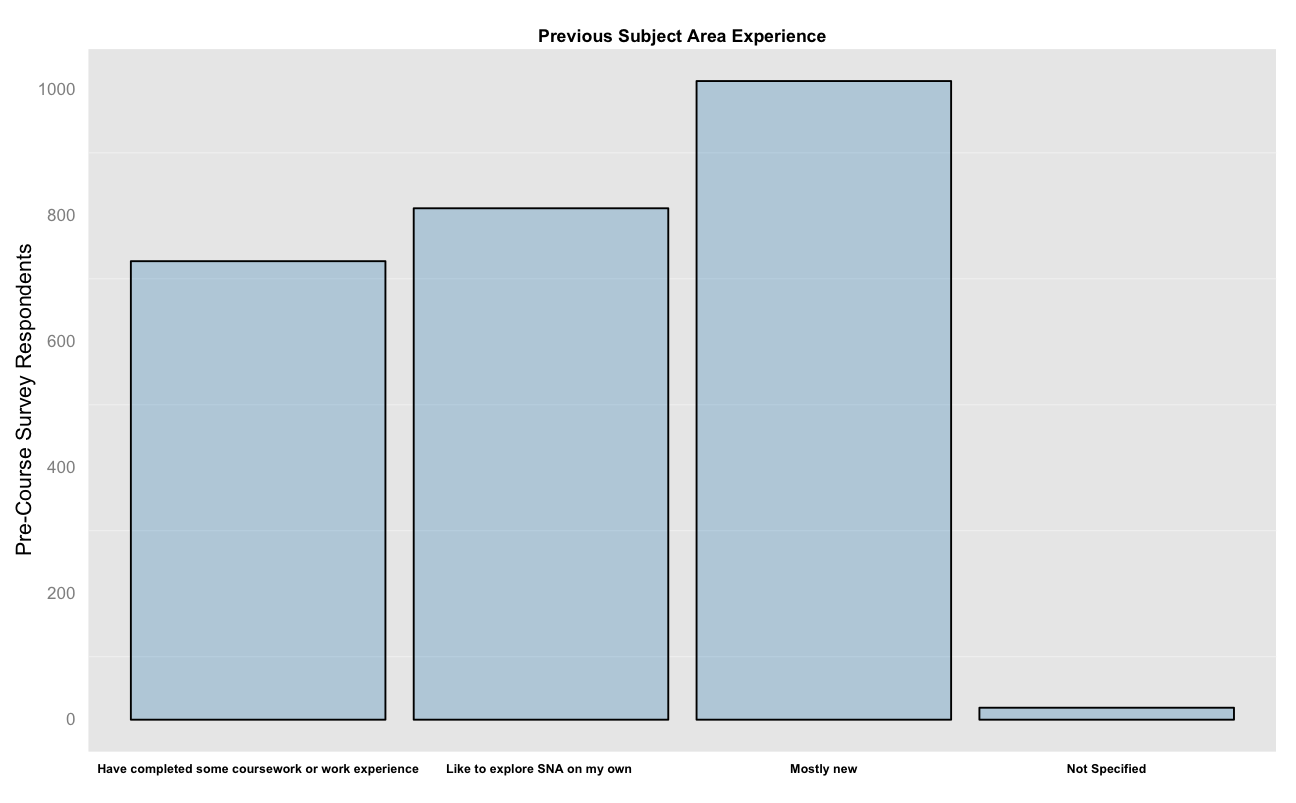 Previous Subject Area Experience
Pre-Course Survey Respondents
1000
800
600
400
200
0
Have completed some coursework or work experience
Like to explore SNA on my own
Mostly new
Not Specified